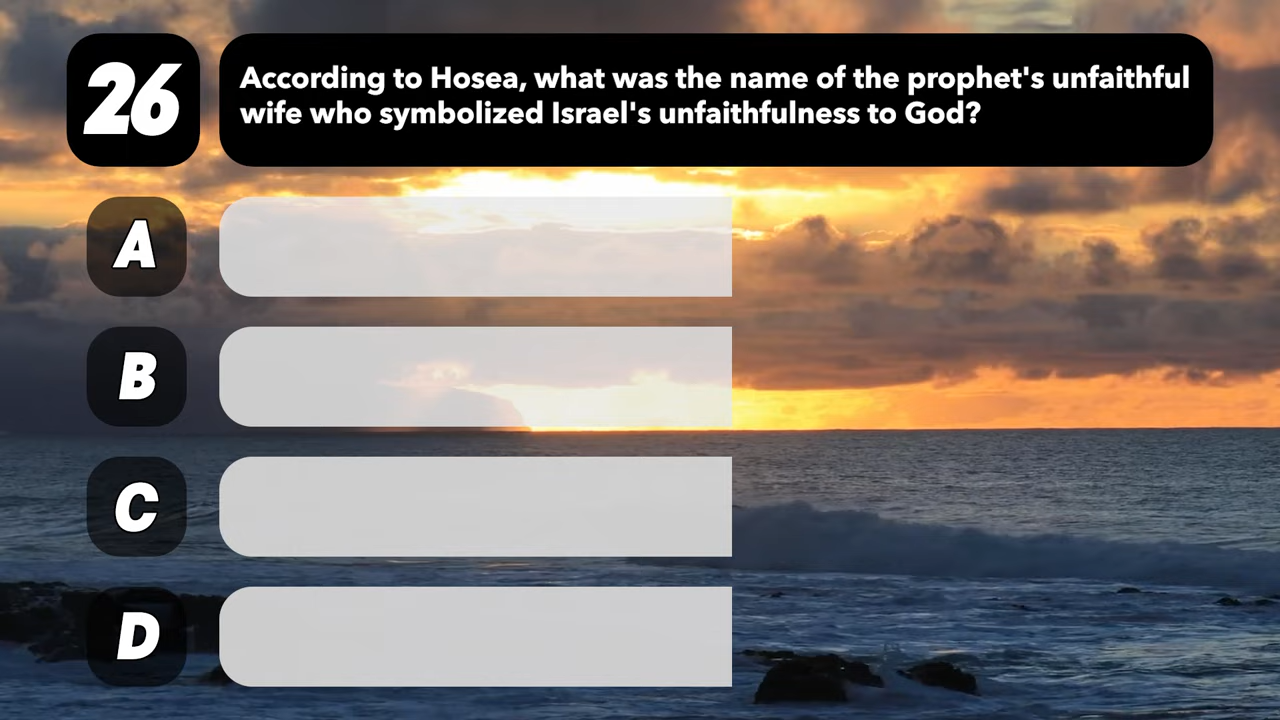 26
According to Hosea, what was the name of the prophet's unfaithful
wife who symbolized Israel's unfaithfulness to God?
A
B
C
D